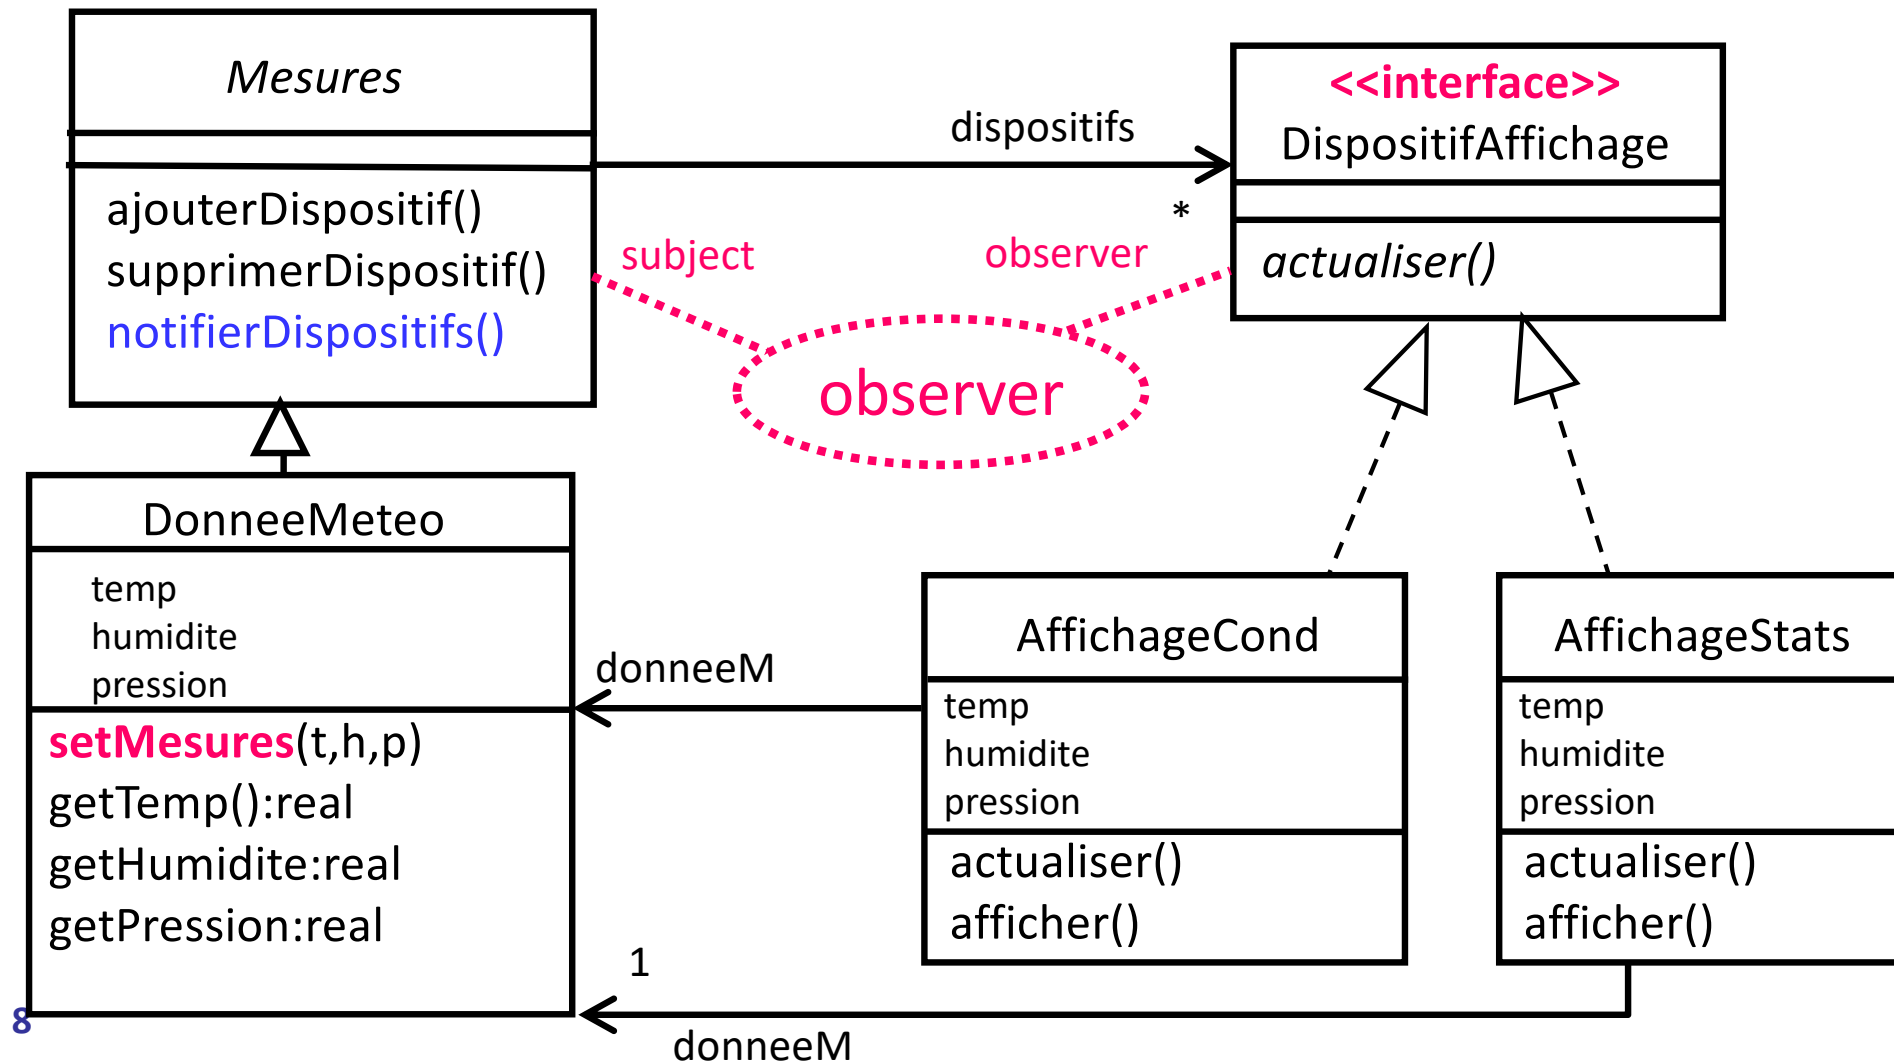 Mesures
ajouterDispositif()
supprimerDispositif()
notifierDispositifs()
dispositifs
*
<<interface>>
DispositifAffichage
actualiser()
subject
observer
observer
DonneeMeteo
temp
humidite
pression
setMesures(t,h,p)
getTemp():real
getHumidite:real
getPression:real
donneeM
AffichageCond
temp
humidite
pression
actualiser()
afficher()
AffichageStats
temp
humidite
pression
actualiser()
afficher()
1
donneeM
8